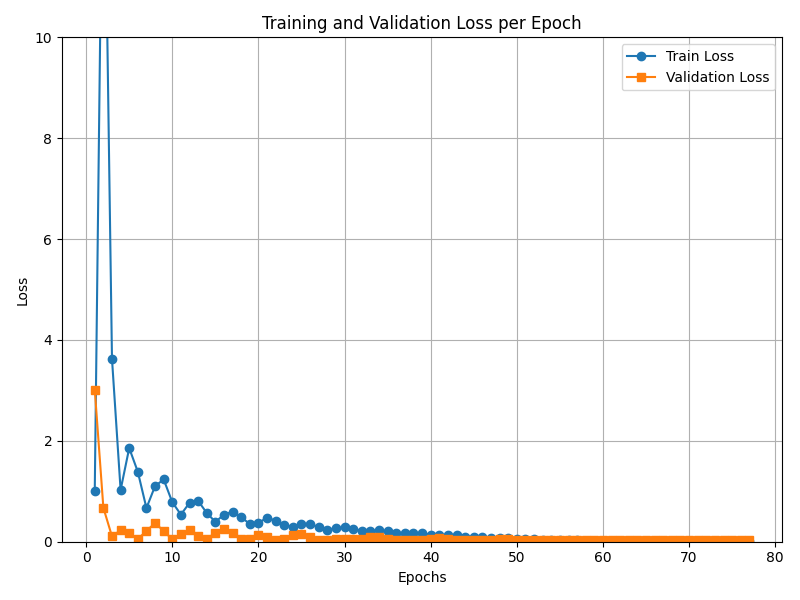 Training and Validation Loss per Epoch
10
8
6
4
2
0
Loss
Train Loss
Validation Loss
0 10 20 30 40 50 60 70 80
Epochs